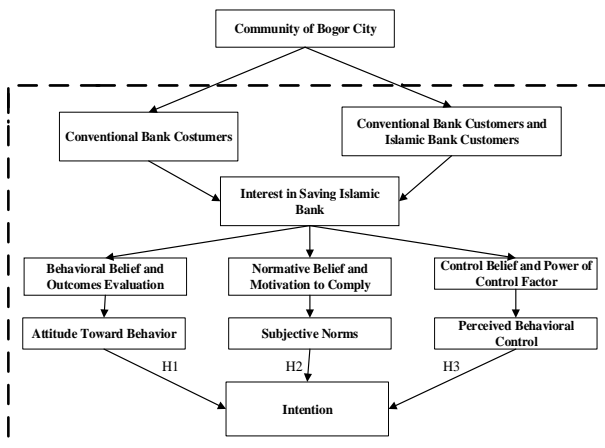 Community of Bogor City
Conventional Bank Costumers
Conventional Bank Customers and
Islamic Bank Customers
Interest in Saving Islamic
Bank
Behavioral Belief and
Outcomes Evaluation
Normative Belief and
Motivation to Comply
Control Belief and Power of
Control Factor
Attitude Toward Behavior
Subjective Norms
Perceived Behavioral
Control
H1
H2
H3
Intention